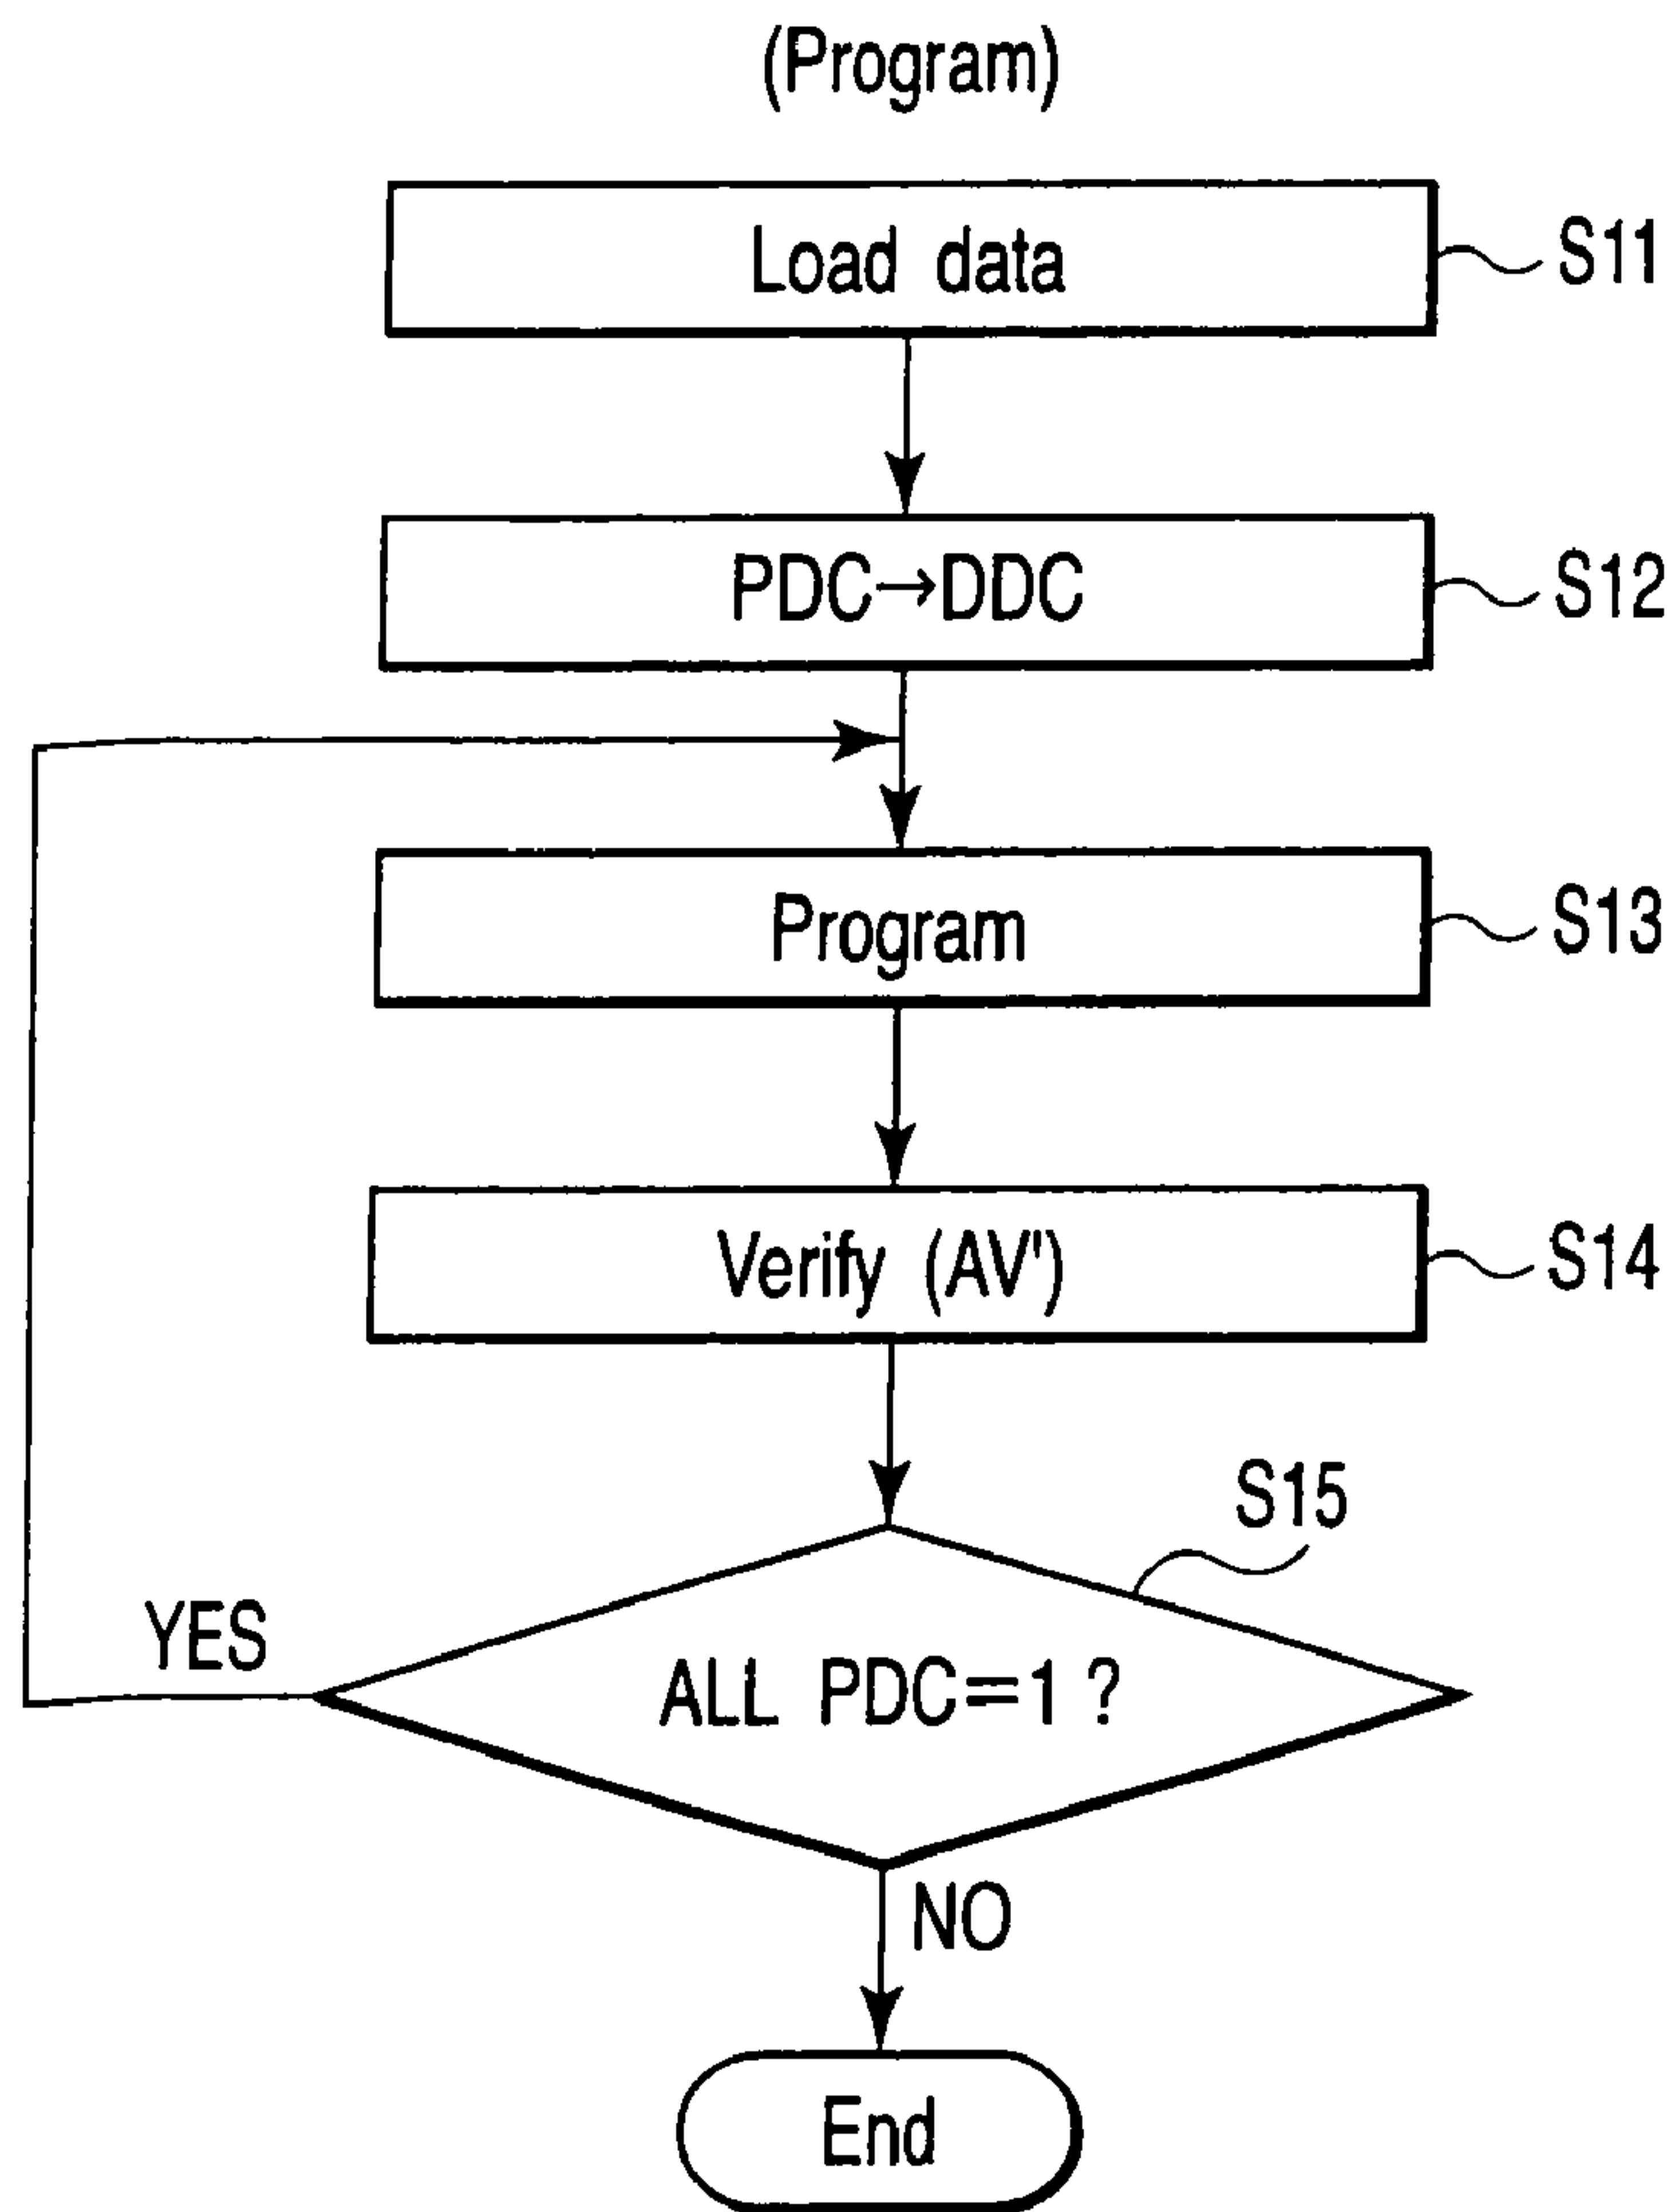 (Program)
Load data
S11
PDC→DDC
S12
Program
S13
Verify (AV')
S14
S15
YES
ALL PDC=1 ?
NO
End